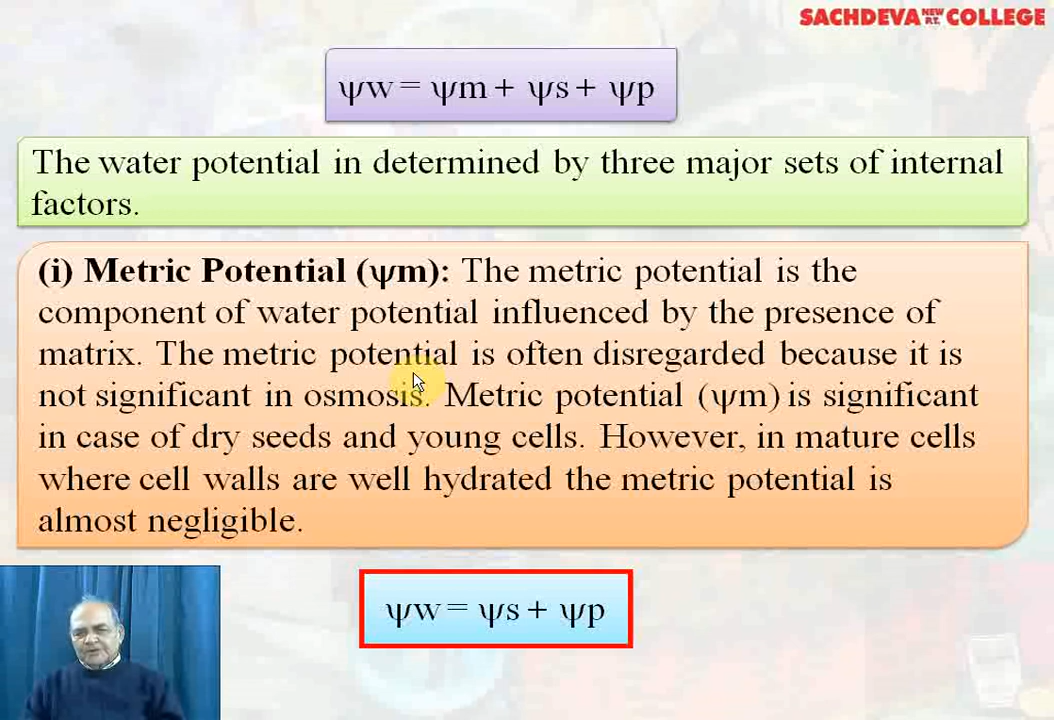 SACHDEVA NEW P.T. COLLEGE
ψw = ψm + ψs + ψp
The water potential in determined by three major sets of internal
factors.
(i) Metric Potential (ψm): The metric potential is the
component of water potential influenced by the presence of
matrix. The metric potential is often disregarded because it is
not significant in osmosis. Metric potential (ψm) is significant
in case of dry seeds and young cells. However, in mature cells
where cell walls are well hydrated the metric potential is
almost negligible.
ψw = ψs + ψp